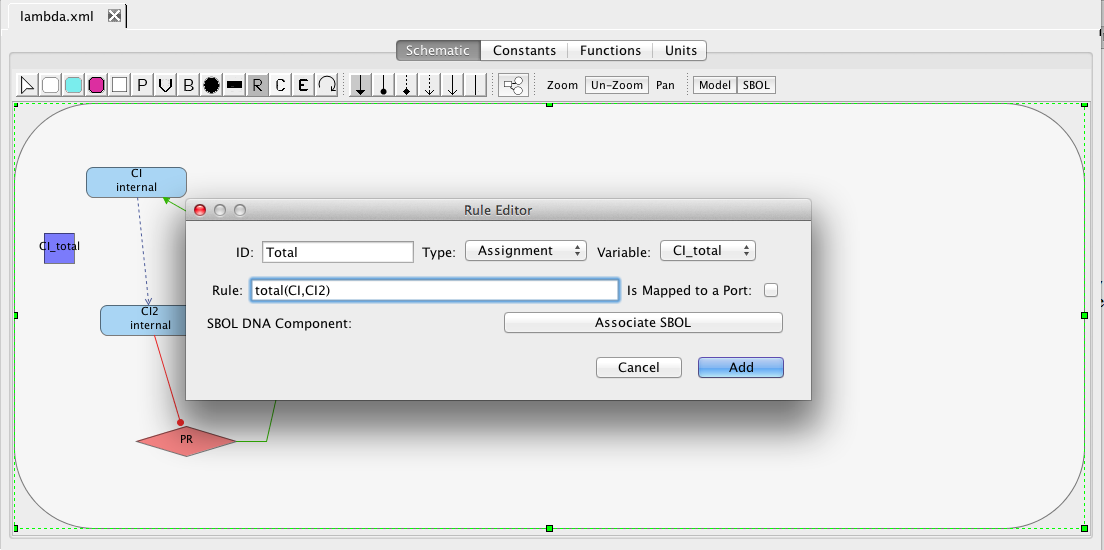 lambda.xml
Schematic Constants Functions Units
P V B R C E Zoom Un-Zoom Pan Model SBOL
CI
internal
CI_total
CI2
internal
PR
Rule Editor
ID: Total Type: Assignment Variable: CI_total
Rule: total(CI,CI2) Is Mapped to a Port:
SBOL DNA Component: Associate SBOL
Cancel Add